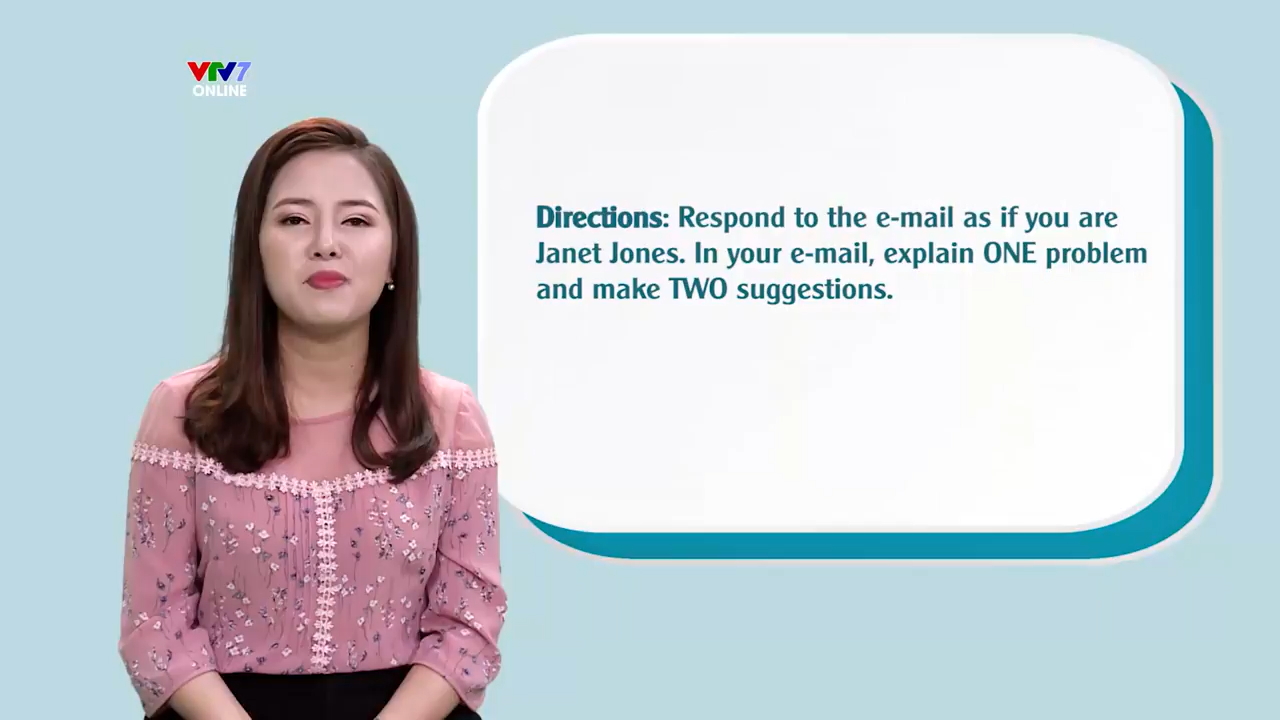 VTV7
ONLINE
Directions: Respond to the e-mail as if you are
Janet Jones. In your e-mail, explain ONE problem
and make TWO suggestions.